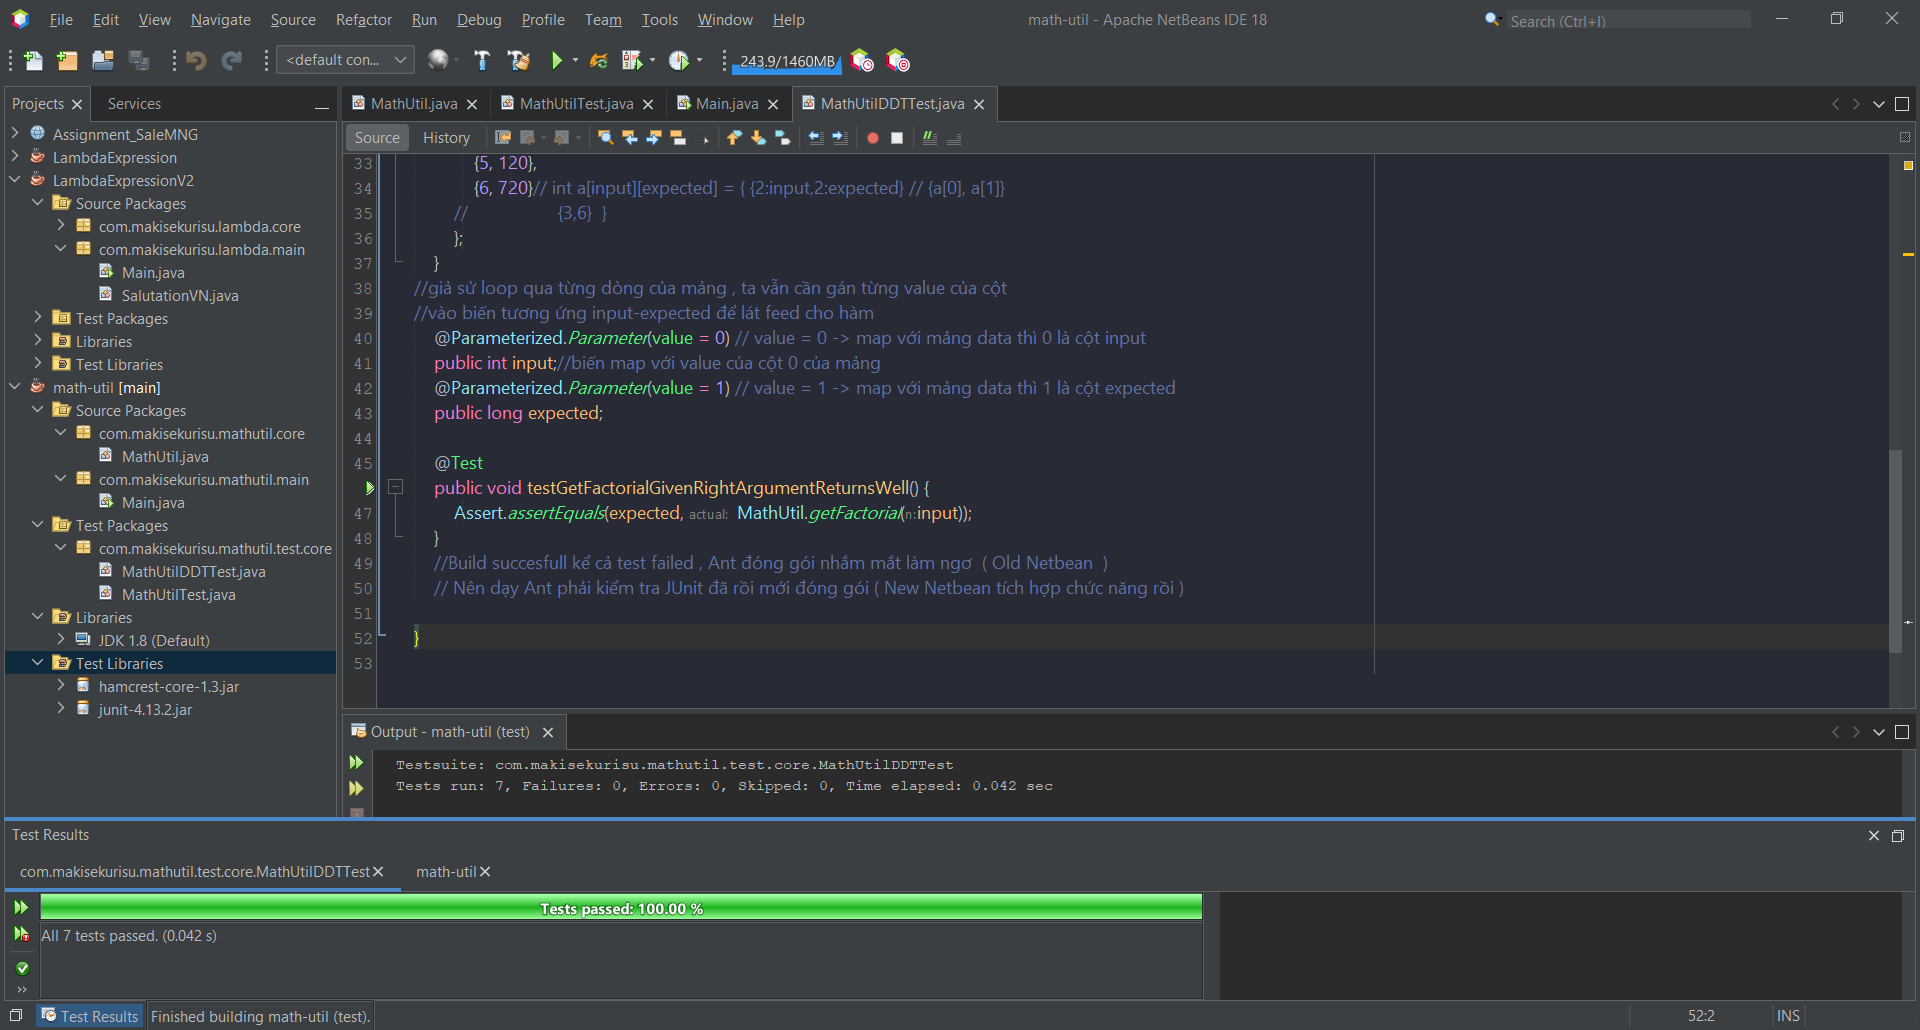 File Edit View Navigate Source Refactor Run Debug Profile Team Tools Window Help
math-util - Apache NetBeans IDE 18
Search (Ctrl+I)
<default con...
243.9/1460MB
Projects
Services
MathUtil.java
MathUtilTest.java
Main.java
MathUtilDDTTest.java
Source
History
Assignment_SaleMNG
LambdaExpression
LambdaExpressionV2
Source Packages
com.makisekurisu.lambda.core
com.makisekurisu.lambda.main
Main.java
SalutationVN.java
Test Packages
Libraries
Test Libraries
math-util [main]
Source Packages
com.makisekurisu.mathutil.core
MathUtil.java
com.makisekurisu.mathutil.main
Main.java
Test Packages
com.makisekurisu.mathutil.test.core
MathUtilDDTTest.java
MathUtilTest.java
Libraries
JDK 1.8 (Default)
Test Libraries
hamcrest-core-1.3.jar
junit-4.13.2.jar
33 {5, 120},
34 {6, 720}// int a[input][expected] = { {2:input,2:expected} // {a[0], a[1]}
35 // {3,6} }
36 };
37 }
38 //giả sử loop qua từng dòng của mảng , ta vẫn cần gán từng value của cột
39 //vào biến tương ứng input-expected để lát feed cho hàm
40 @Parameterized.Parameter(value = 0) // value = 0 -> map với mảng data thì 0 là cột input
41 public int input;//biến map với value của cột 0 của mảng
42 @Parameterized.Parameter(value = 1) // value = 1 -> map với mảng data thì 1 là cột expected
43 public long expected;
44
45 @Test
public void testGetFactorialGivenRightArgumentReturnsWell() {
47 Assert.assertEquals(expected, actual: MathUtil.getFactorial(n:input));
48 }
49 //Build succesfull kể cả test failed , Ant đóng gói nhắm mắt làm ngơ ( Old Netbean )
50 // Nên dạy Ant phải kiểm tra JUnit đã rồi mới đóng gói ( New Netbean tích hợp chức năng rồi )
51
52 }
53
Output - math-util (test)
Testsuite: com.makisekurisu.mathutil.test.core.MathUtilDDTTest
Tests run: 7, Failures: 0, Errors: 0, Skipped: 0, Time elapsed: 0.042 sec
Test Results
com.makisekurisu.mathutil.test.core.MathUtilDDTTest
math-util
Tests passed: 100.00 %
All 7 tests passed. (0.042 s)
Test Results
Finished building math-util (test).
52:2
INS